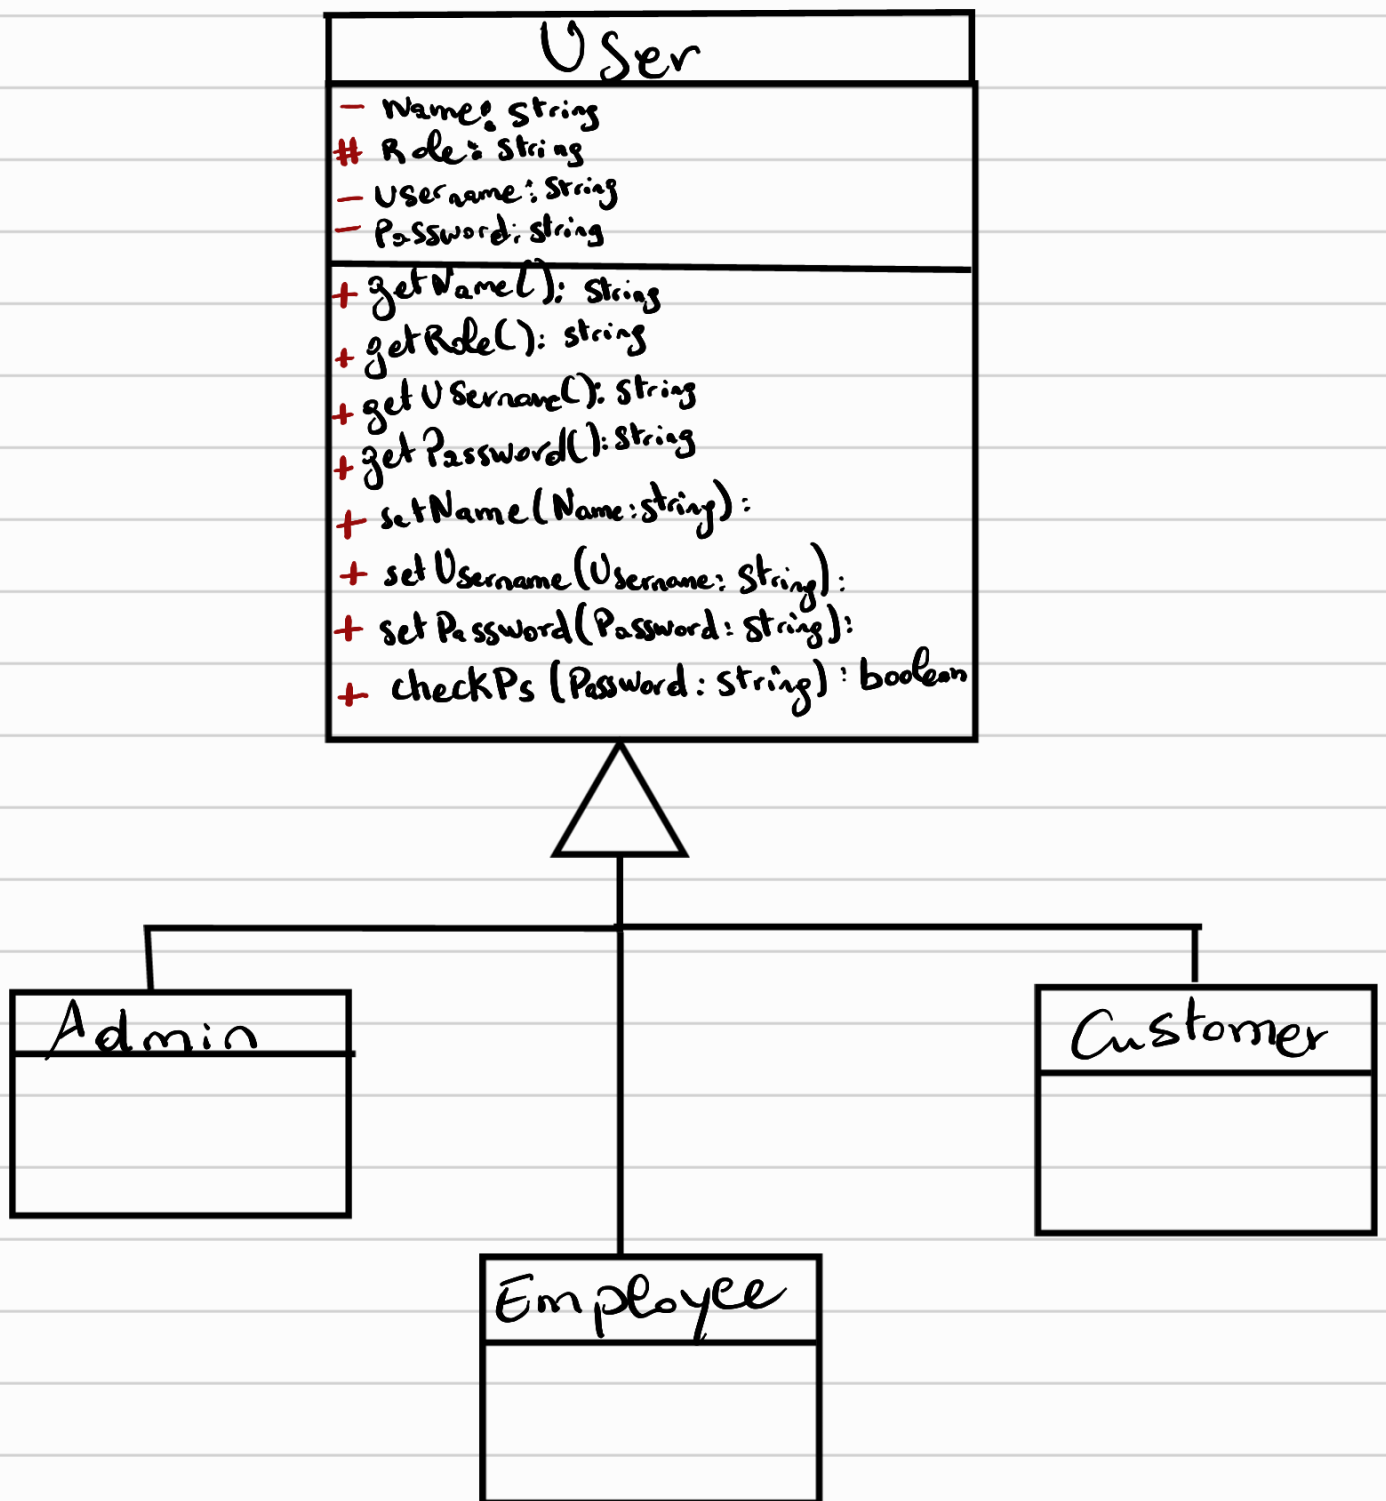 User
- Name: string
# Role: string
- Username: string
- Password: string
+ getName(): string
+ getRole(): string
+ getUsername(): string
+ getPassword(): string
+ setName(Name: string):
+ setUsername(Username: string):
+ setPassword(Password: string):
+ checkPs (Password: string): boolean
Admin
Customer
Employee